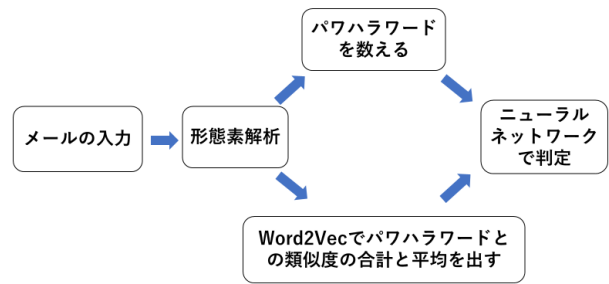 メールの入力
形態素解析
パワハラワード
を数える
Word2Vecでパワハラワードと
の類似度の合計と平均を出す
ニューラル
ネットワーク
で判定